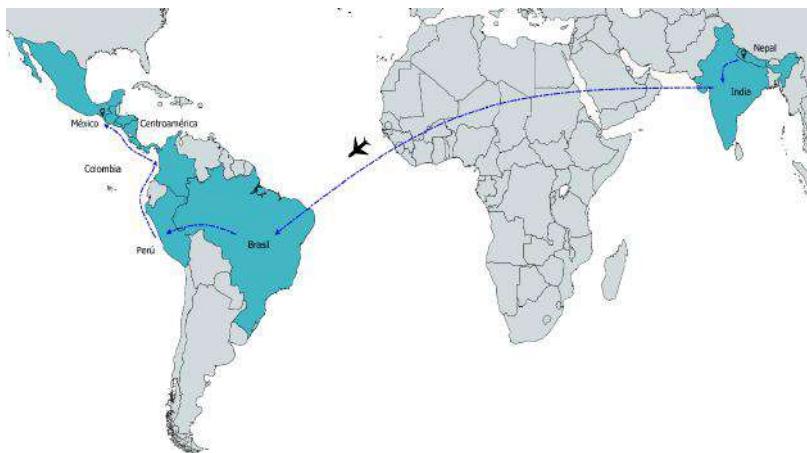 Nepal
India
México
Centroamérica
Colombia
Perú
Brasil